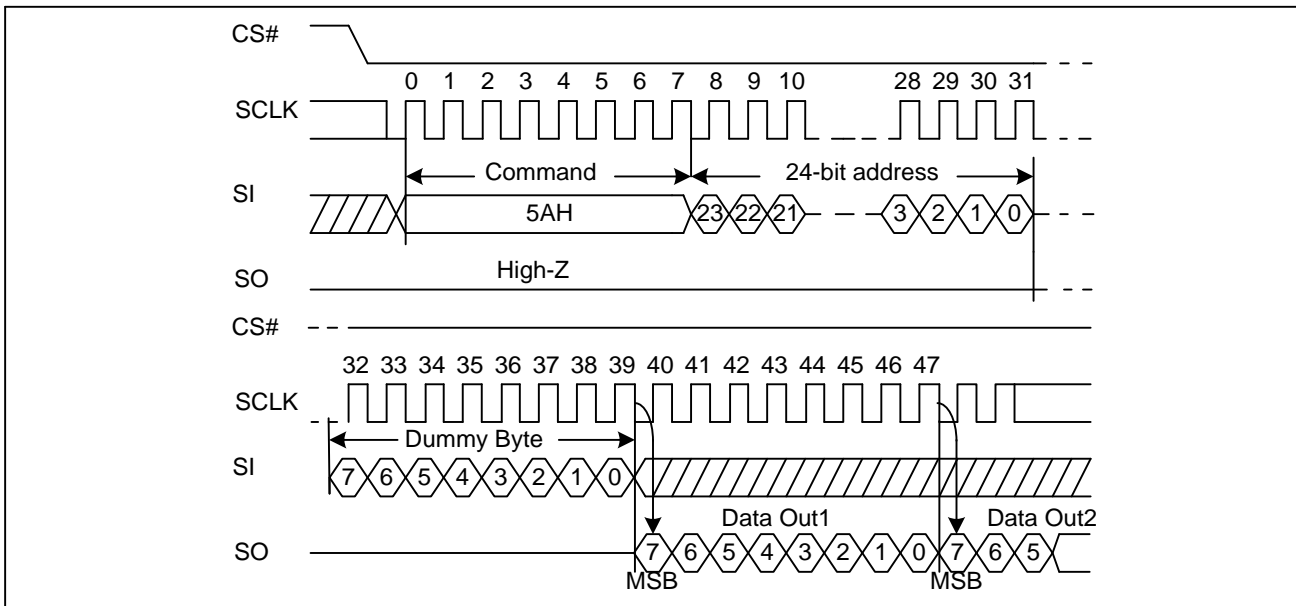 CS#
0 1 2 3 4 5 6 7 8 9 10 28 29 30 31
SCLK
Command 24-bit address
SI
5AH 23 22 21 3 2 1 0
High-Z
SO
CS#
32 33 34 35 36 37 38 39 40 41 42 43 44 45 46 47
SCLK
Dummy Byte
SI
7 6 5 4 3 2 1 0
Data Out1 Data Out2
SO
7 6 5 4 3 2 1 0 7 6 5
MSB MSB